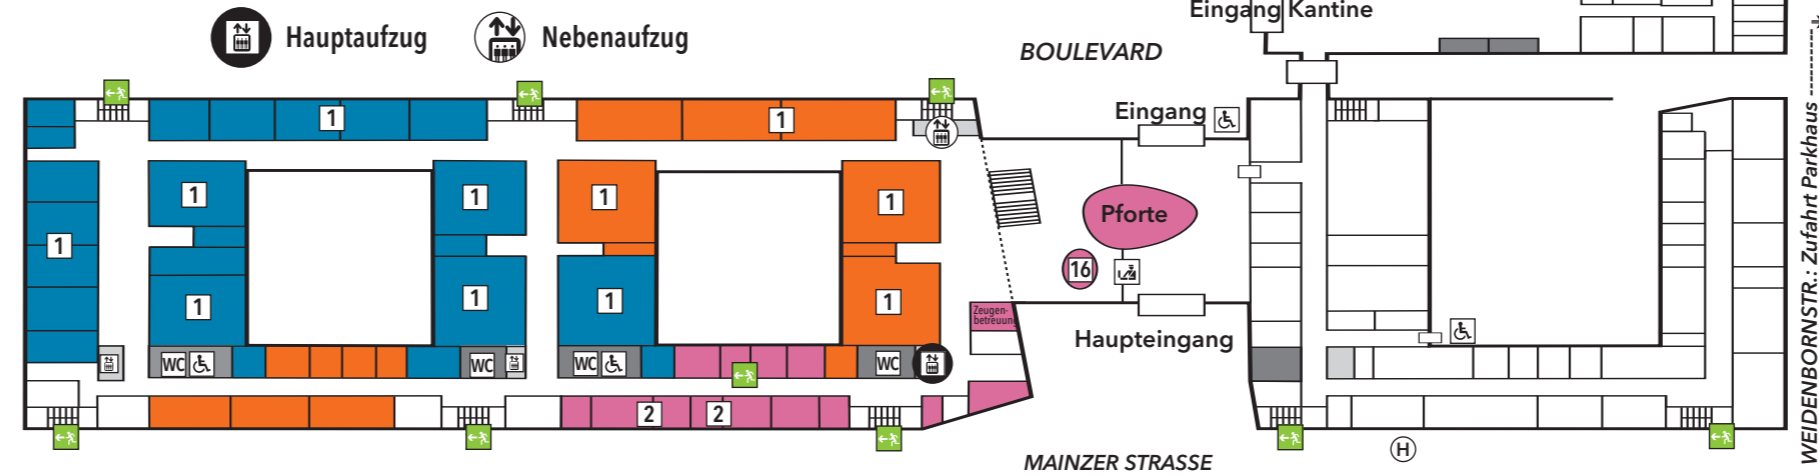 Eingang Kantine
Hauptaufzug
Nebenaufzug
BOULEVARD
Eingang
1
1
1
1
1
1
1
Pforte
16
1
1
1
1
Zeugen-
betreuung
Haupteingang
WC
WC
WC
WC
2
2
H
MAINZER STRASSE
WEIDENBORNSTR.: Zufahrt Parkhaus